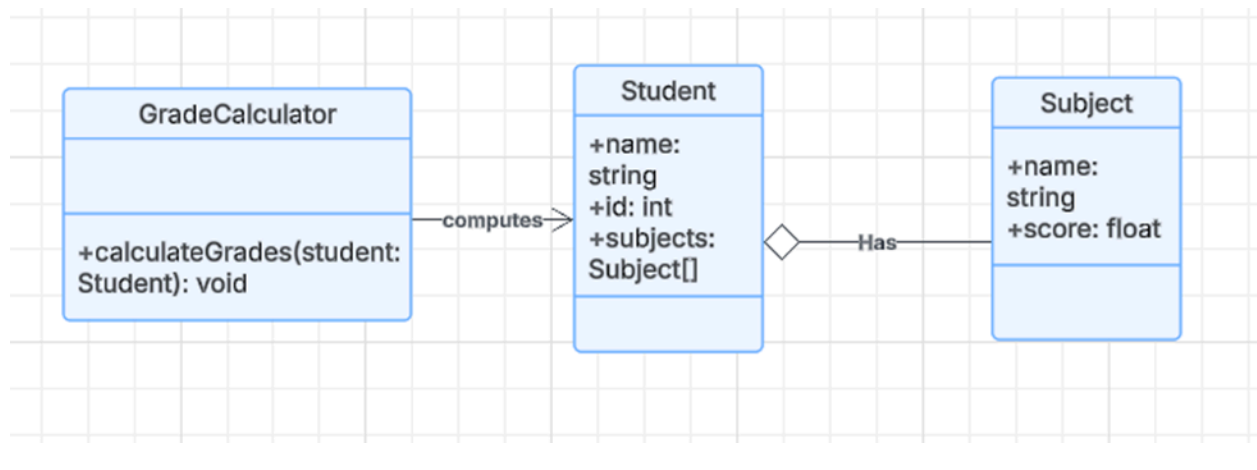 GradeCalculator
+calculateGrades(student:
Student): void
computes
Student
+name:
string
+id: int
+subjects:
Subject[]
Has
Subject
+name:
string
+score: float